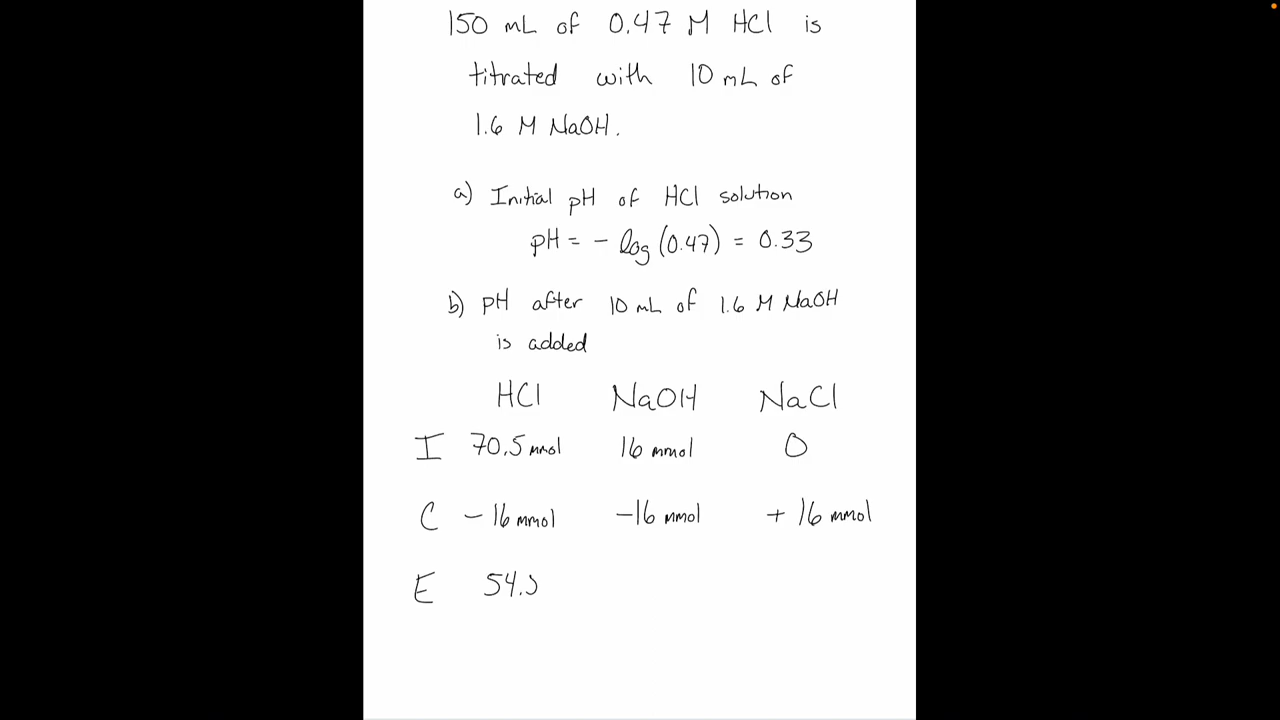 150 mL of 0.47 M HCl is
titrated with 10 mL of
1.6 M NaOH.
a) Initial pH of HCl solution
pH = - log (0.47) = 0.33
b) pH after 10 mL of 1.6 M NaOH
is added
HCl NaOH NaCl
I 70.5 mmol 16 mmol 0
C - 16 mmol -16 mmol + 16 mmol
E 54.